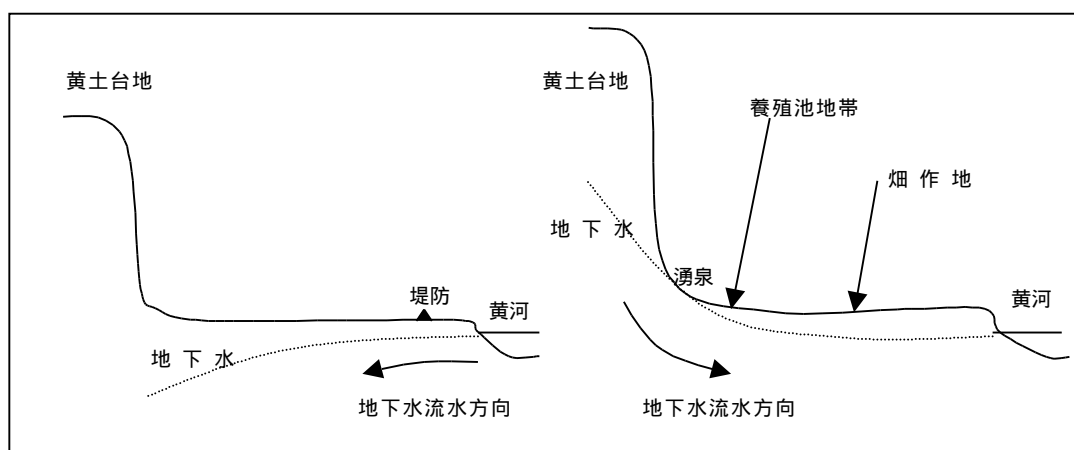 黄土台地
堤防
黄河
地 下 水
地下水流水方向
黄土台地
養殖池地帯
畑 作 地
地 下 水
湧泉
黄河
地下水流水方向